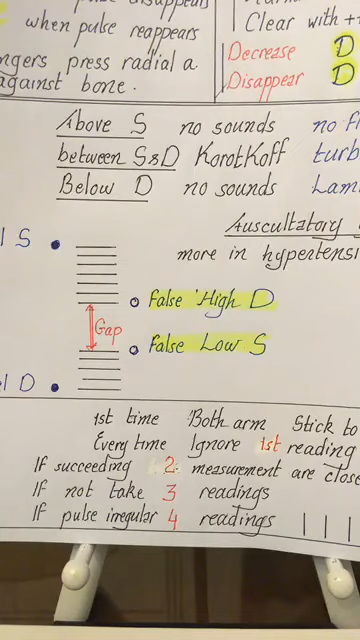 disappears
when pulse reappears
Clear with
Decrease D
Disappear D
press radial a.
against bone.
Above S no sounds no
between S&D Korotkoff turb
Below D no sounds Lam
Auscultatory
more in hypertensi
S
False High D
Gap
False Low S
D
1st time Both arm Stick to
Every time Ignore 1st reading
If succeeding 2 measurement are close
If not take 3 readings
If pulse irregular 4 readings